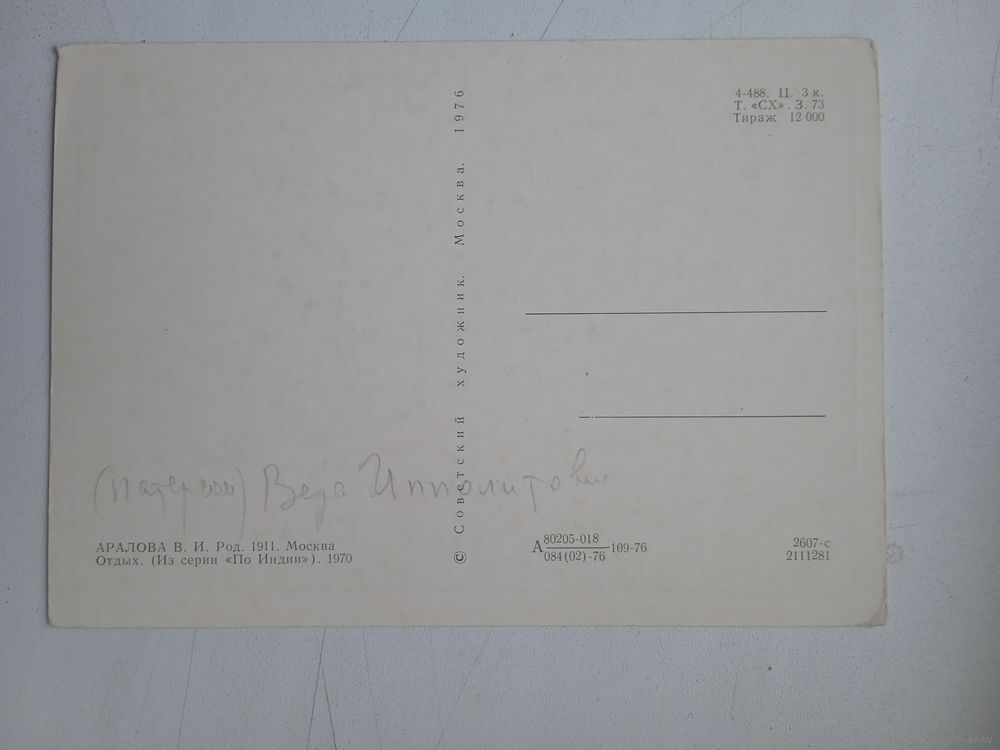 4-488. Ц. 3 к.
Т. «СХ». З. 73
Тираж 12 000
© Советский художник. Москва. 1976
(Патерсон) Вера Ипполитовна
АРАЛОВА В. И. Род. 1911. Москва
Отдых. (Из серии «По Индии»). 1970
А 80205-018
084(02)-76 109-76
2607-с
2111281